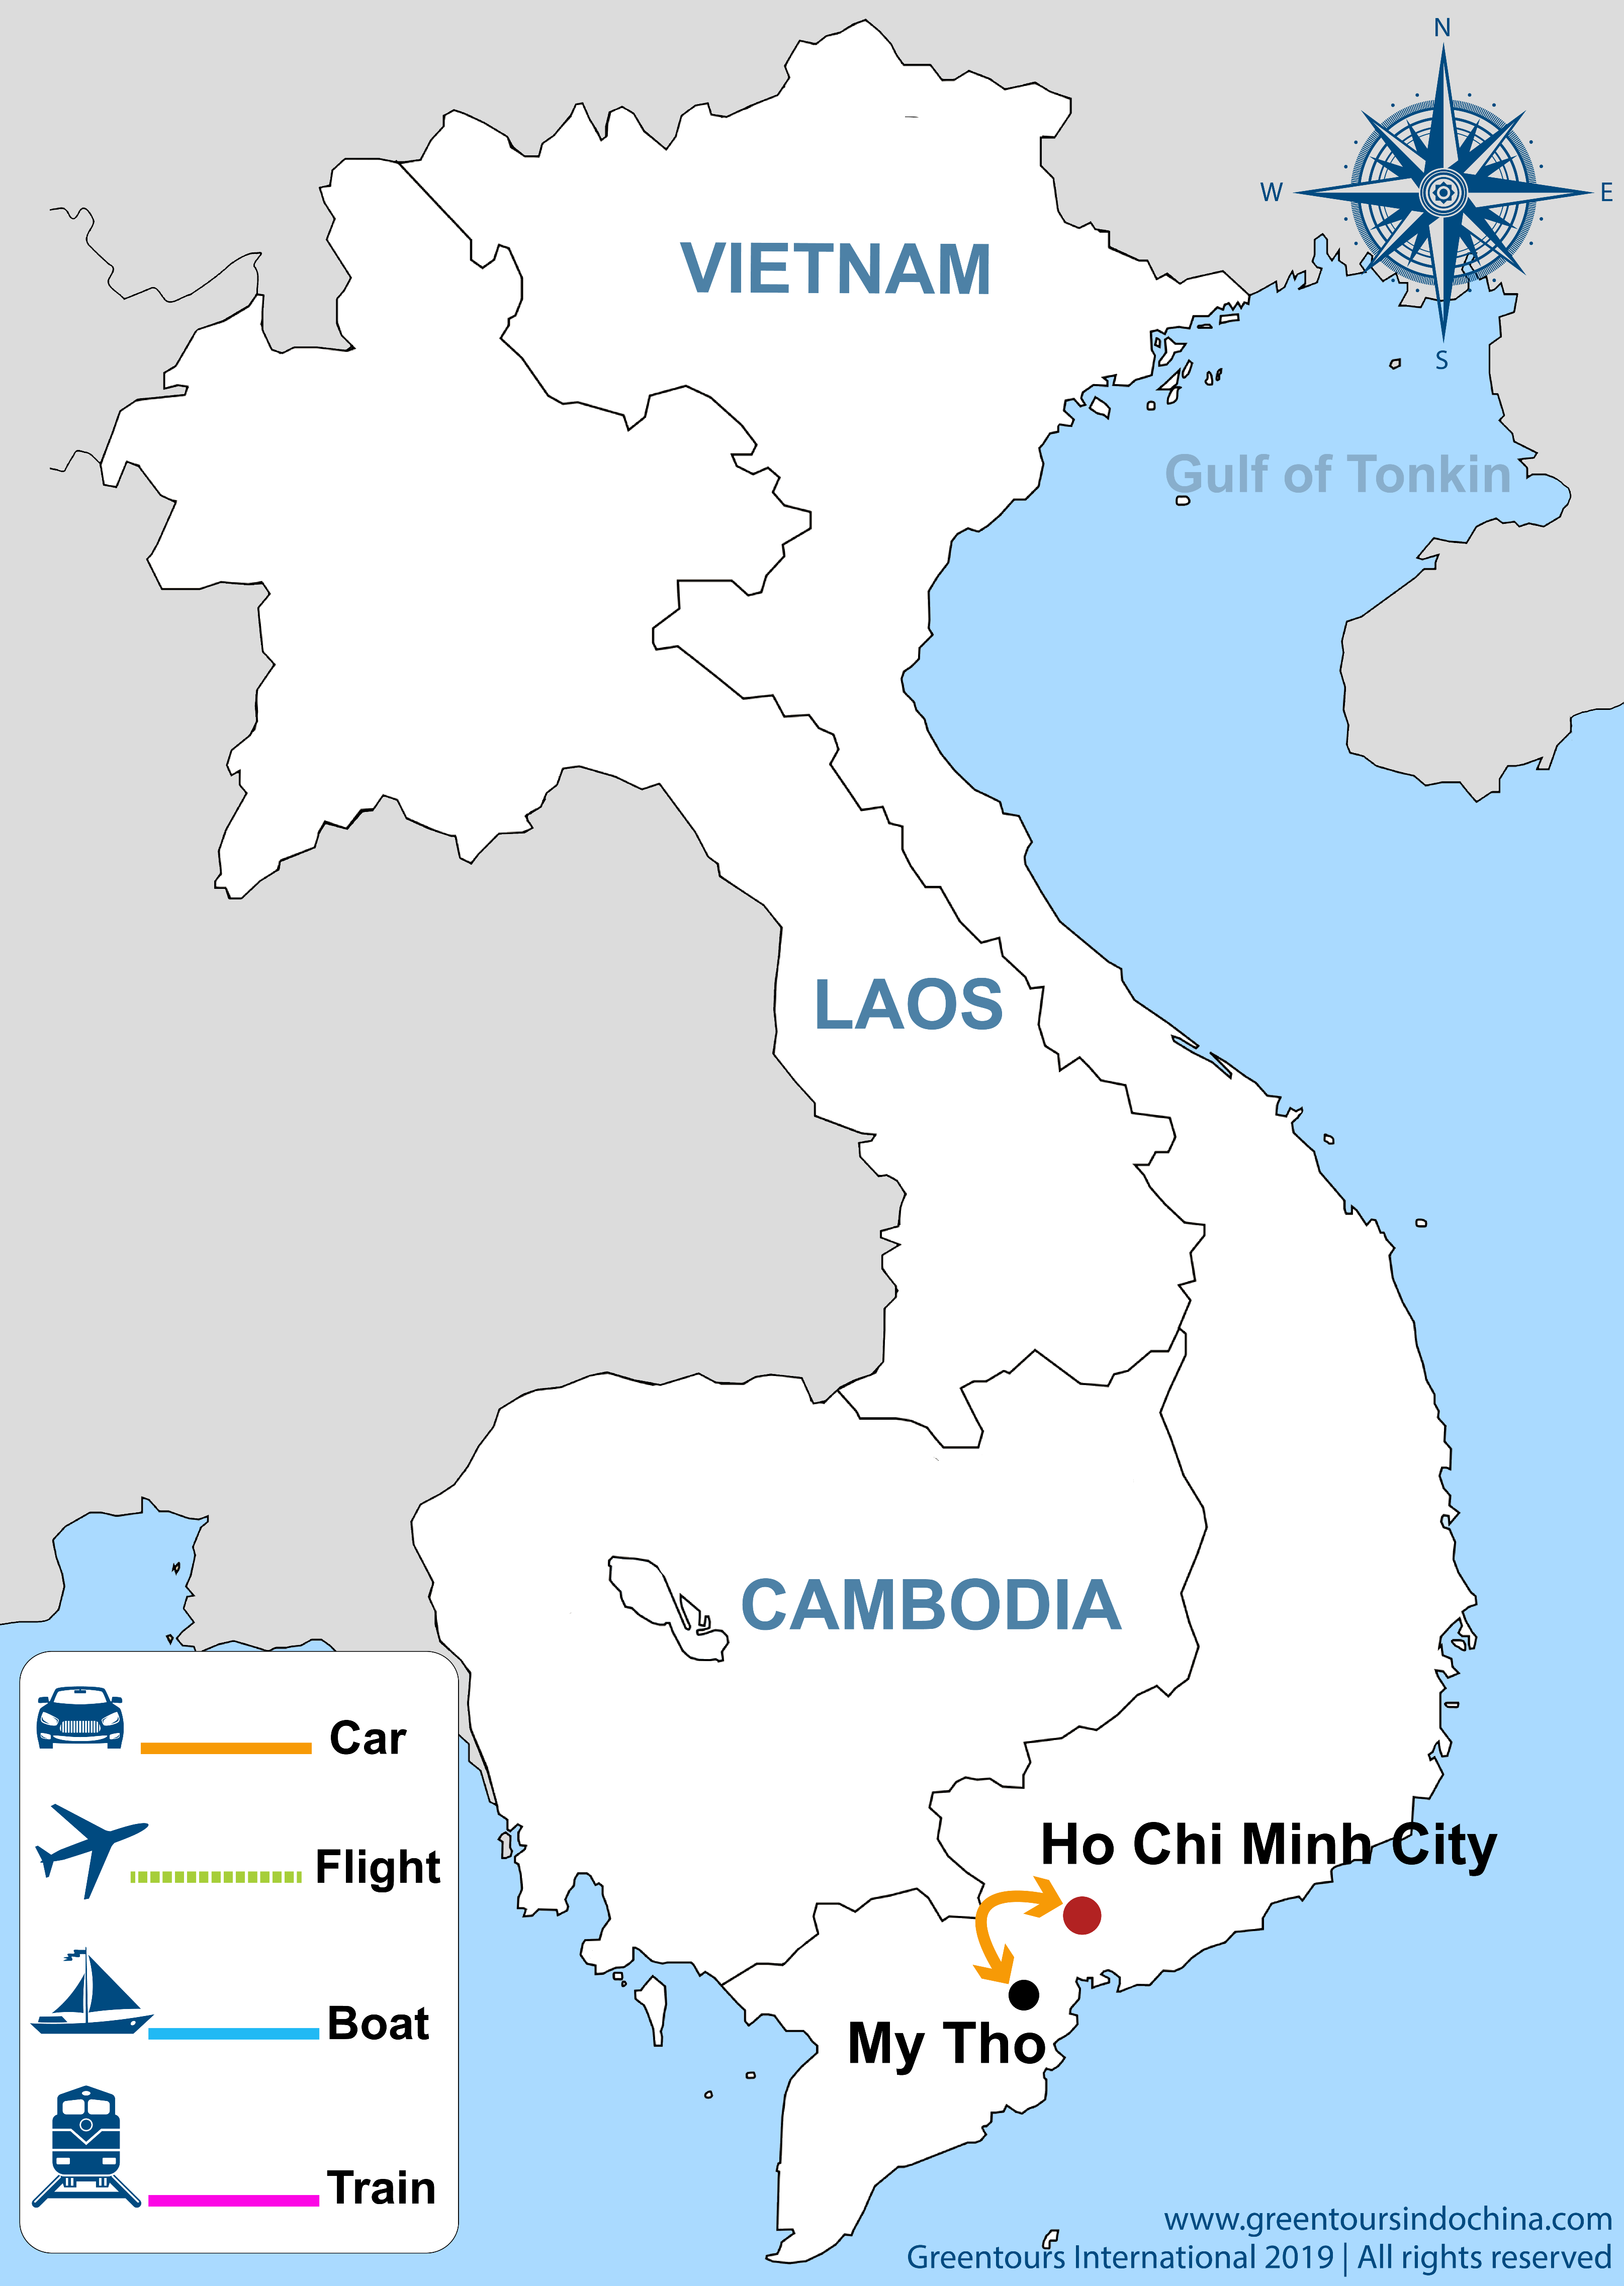 N
W
E
S
VIETNAM
Gulf of Tonkin
LAOS
CAMBODIA
Car
Flight
Boat
Train
Ho Chi Minh City
My Tho
www.greentoursindochina.com
Greentours International 2019 | All rights reserved